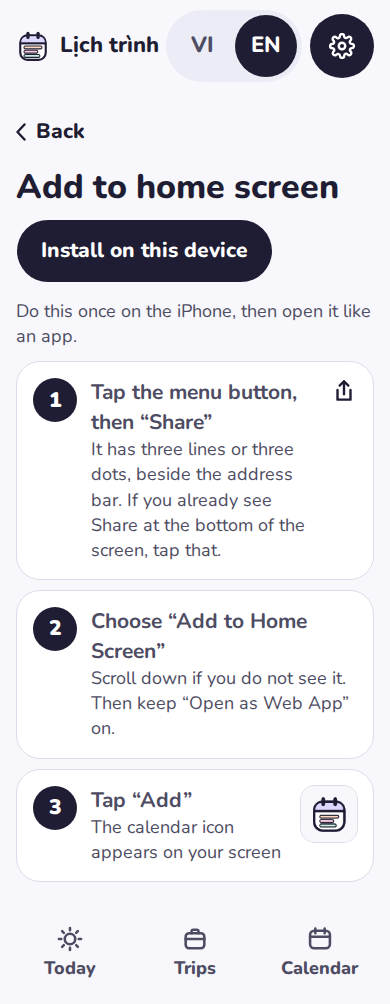 Lịch trình VI EN
Back
Add to home screen
Install on this device
Do this once on the iPhone, then open it like
an app.
1 Tap the menu button,
then “Share”
It has three lines or three
dots, beside the address
bar. If you already see
Share at the bottom of the
screen, tap that.
2 Choose “Add to Home
Screen”
Scroll down if you do not see it.
Then keep “Open as Web App”
on.
3 Tap “Add”
The calendar icon
appears on your screen
Today Trips Calendar